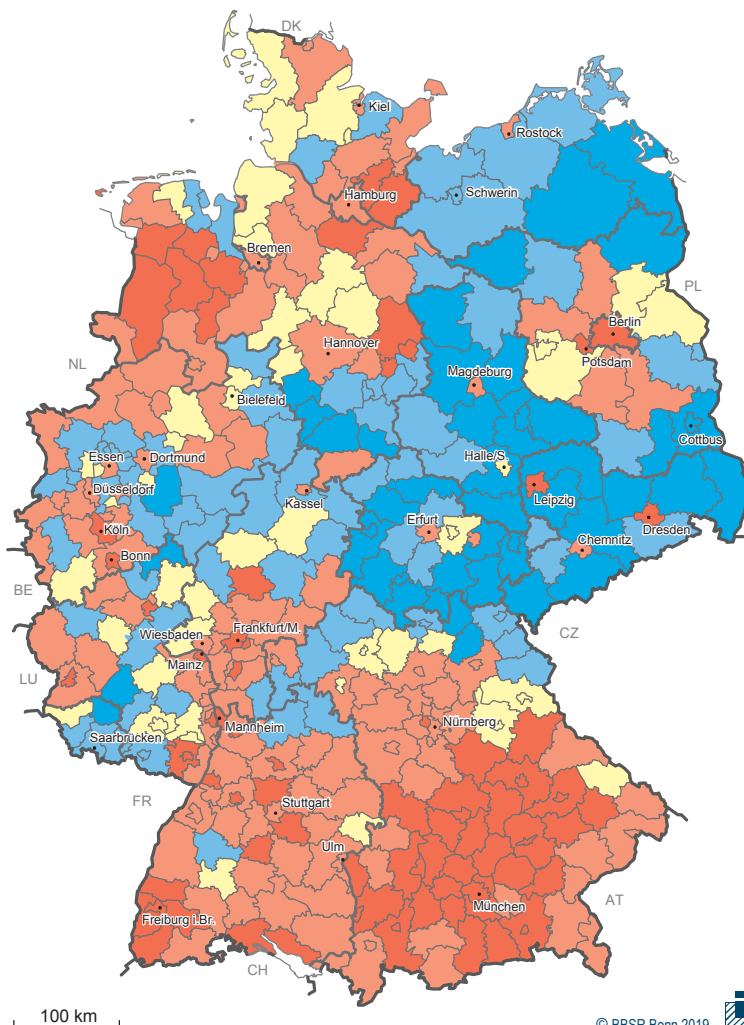 DK
Kiel
Rostock
Hamburg
Schwerin
Bremen
PL
Berlin
Hannover
Potsdam
NL
Magdeburg
Bielefeld
Cottbus
Essen
Dortmund
Halle/S.
Düsseldorf
Leipzig
Kassel
Köln
Erfurt
Dresden
Chemnitz
Bonn
BE
CZ
Wiesbaden
Frankfurt/M.
Mainz
LU
Mannheim
Nürnberg
Saarbrücken
FR
Stuttgart
Ulm
München
AT
Freiburg i.Br.
CH
100 km
© BBSR Bonn 2019